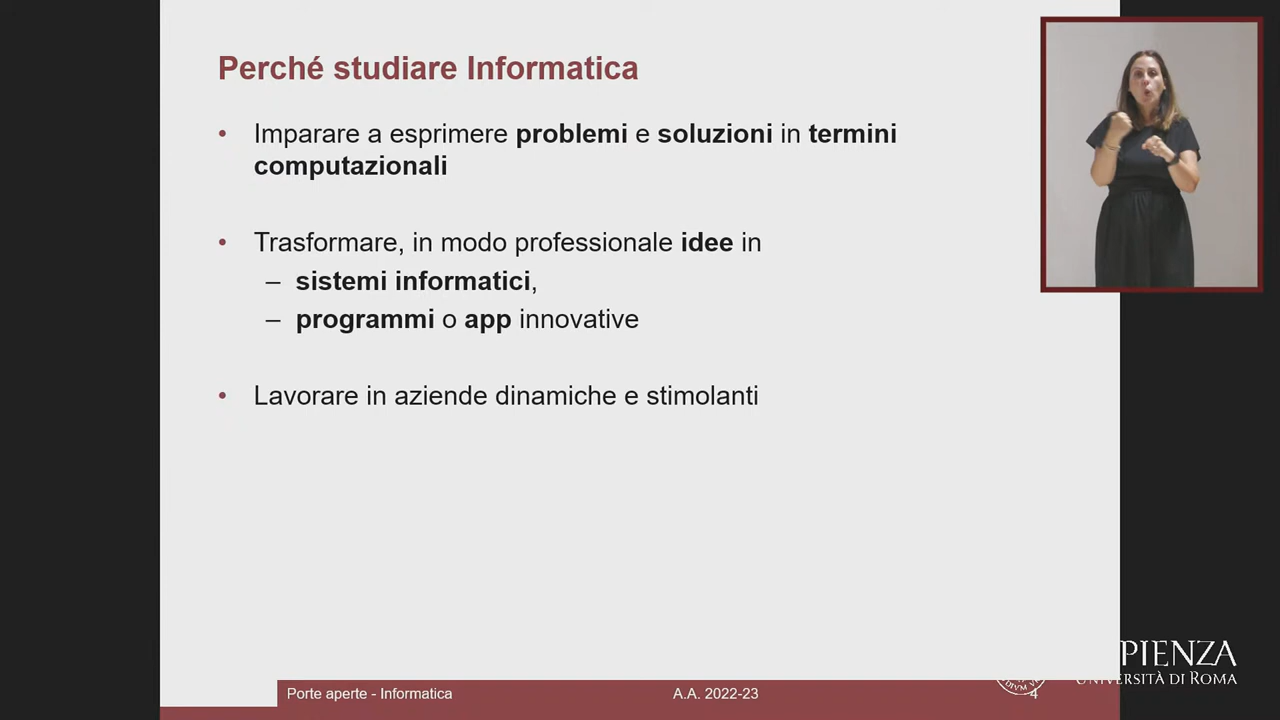 Perché studiare Informatica
• Imparare a esprimere problemi e soluzioni in termini
computazionali
• Trasformare, in modo professionale idee in
– sistemi informatici,
– programmi o app innovative
• Lavorare in aziende dinamiche e stimolanti
Porte aperte - Informatica
A.A. 2022-23
4
PIENZA
UNIVERSITÀ DI ROMA